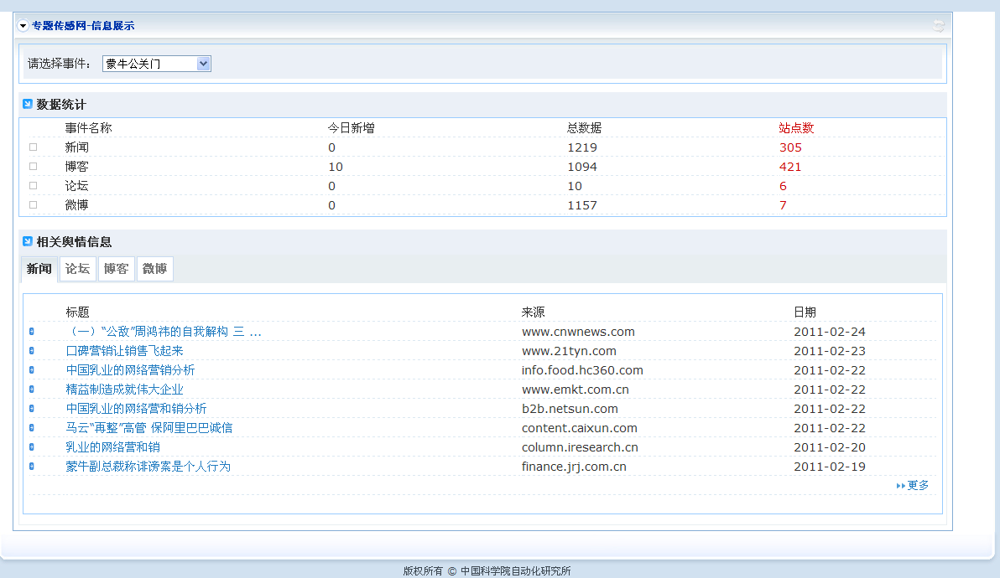 专题传感网-信息展示
请选择事件： 蒙牛公关门
数据统计
事件名称 今日新增 总数据 站点数
新闻 0 1219 305
博客 10 1094 421
论坛 0 10 6
微博 0 1157 7
相关舆情信息
新闻 论坛 博客 微博
标题 来源 日期
（一）“公敌”周鸿祎的自我解构 三 ... www.cnwnews.com 2011-02-24
口碑营销让销售飞起来 www.21tyn.com 2011-02-23
中国乳业的网络营销分析 info.food.hc360.com 2011-02-22
精益制造成就伟大企业 www.emkt.com.cn 2011-02-22
中国乳业的网络营和销分析 b2b.netsun.com 2011-02-22
马云“再整”高管 保阿里巴巴诚信 content.caixun.com 2011-02-22
乳业的网络营和销 column.iresearch.cn 2011-02-20
蒙牛副总裁称诽谤案是个人行为 finance.jrj.com.cn 2011-02-19
更多
版权所有 © 中国科学院自动化研究所